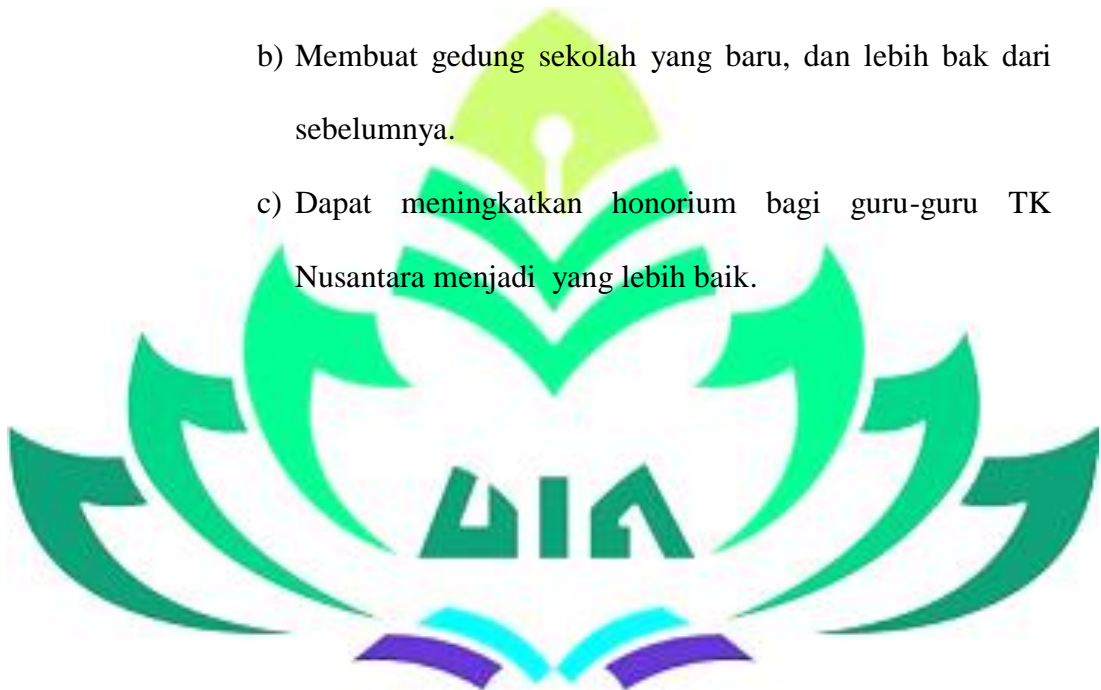 b) Membuat gedung sekolah yang baru, dan lebih bak dari
sebelumnya.
c) Dapat meningkatkan honorium bagi guru-guru TK
Nusantara menjadi yang lebih baik.
UIN